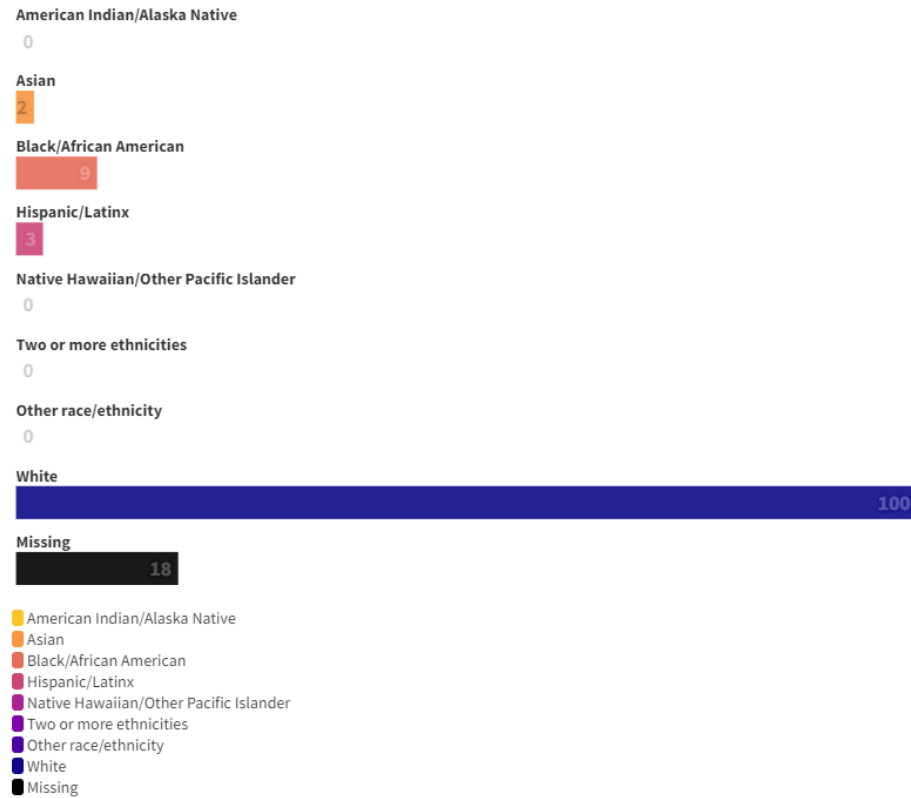 American Indian/Alaska Native
0
Asian
2
Black/African American
9
Hispanic/Latinx
3
Native Hawaiian/Other Pacific Islander
0
Two or more ethnicities
0
Other race/ethnicity
0
White
100
Missing
18
American Indian/Alaska Native
Asian
Black/African American
Hispanic/Latinx
Native Hawaiian/Other Pacific Islander
Two or more ethnicities
Other race/ethnicity
White
Missing